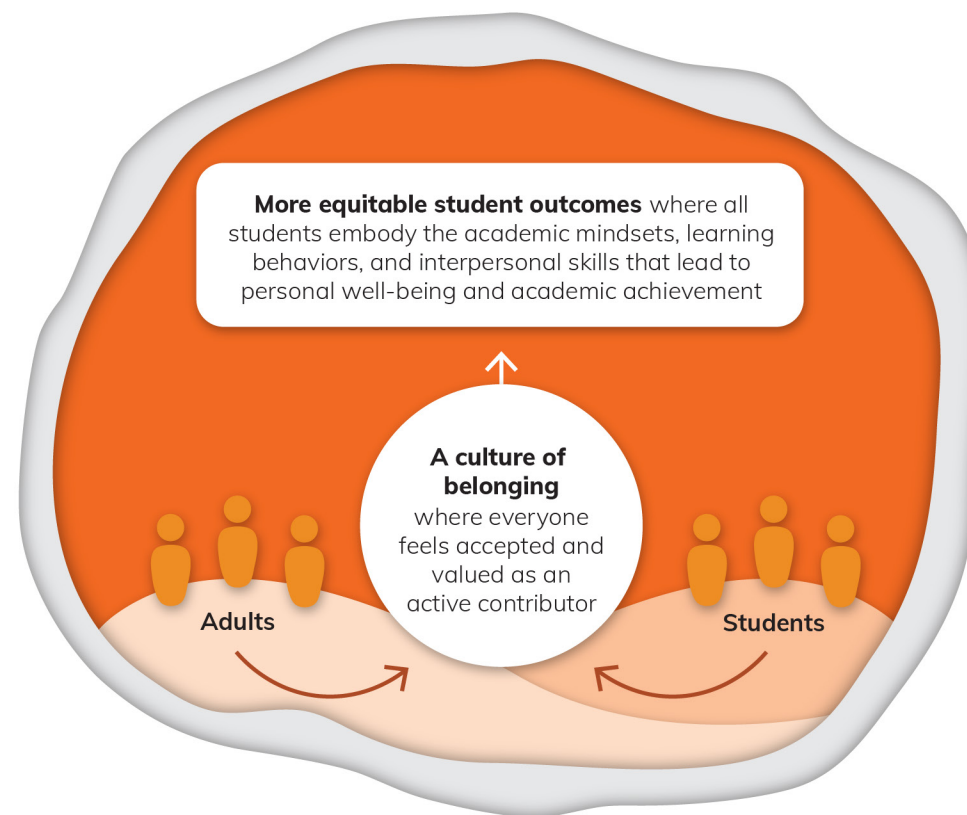 More equitable student outcomes where all
students embody the academic mindsets, learning
behaviors, and interpersonal skills that lead to
personal well-being and academic achievement
A culture of
belonging
where everyone
feels accepted and
valued as an
active contributor
Adults
Students